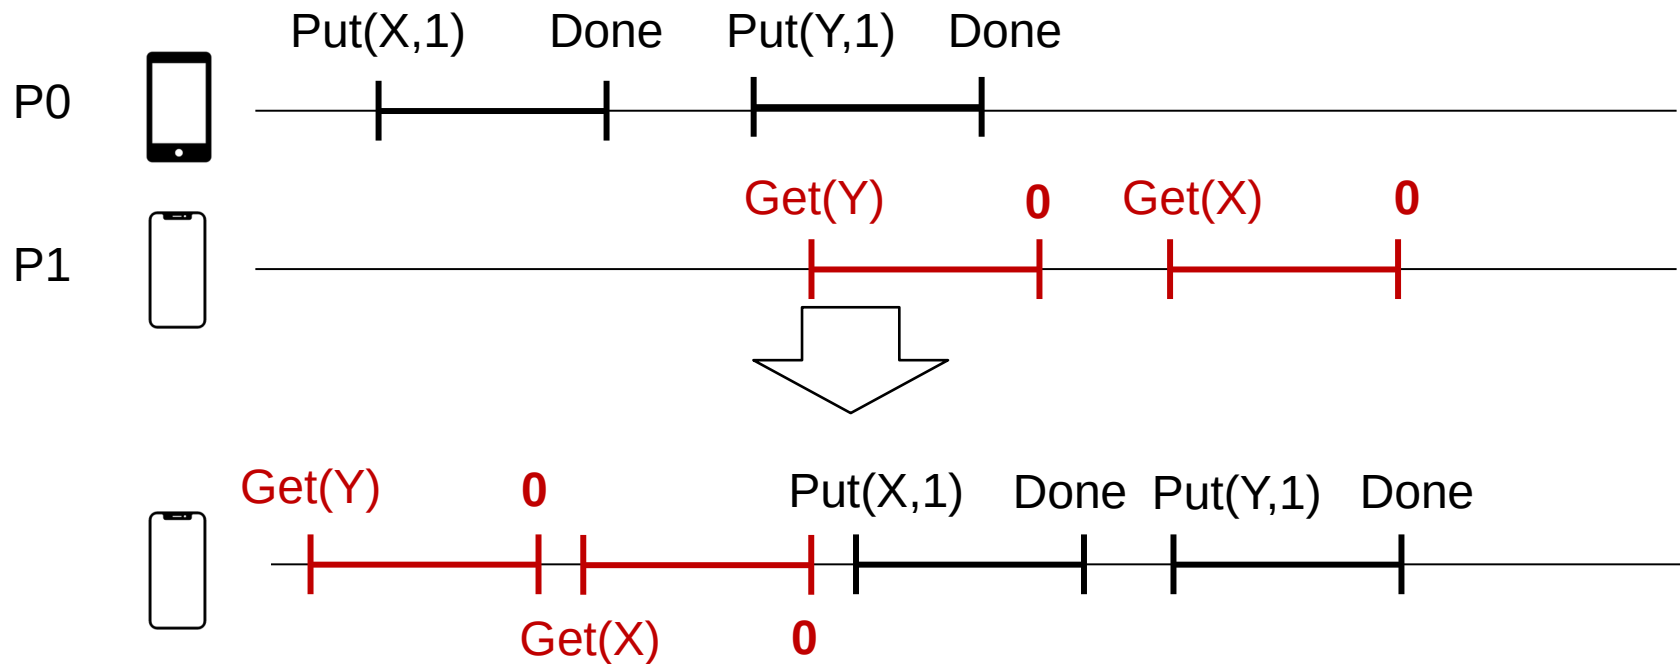 Put(X,1) Done Put(Y,1) Done
P0
Get(Y) 0 Get(X) 0
P1
Get(Y) 0 Put(X,1) Done Put(Y,1) Done
Get(X) 0